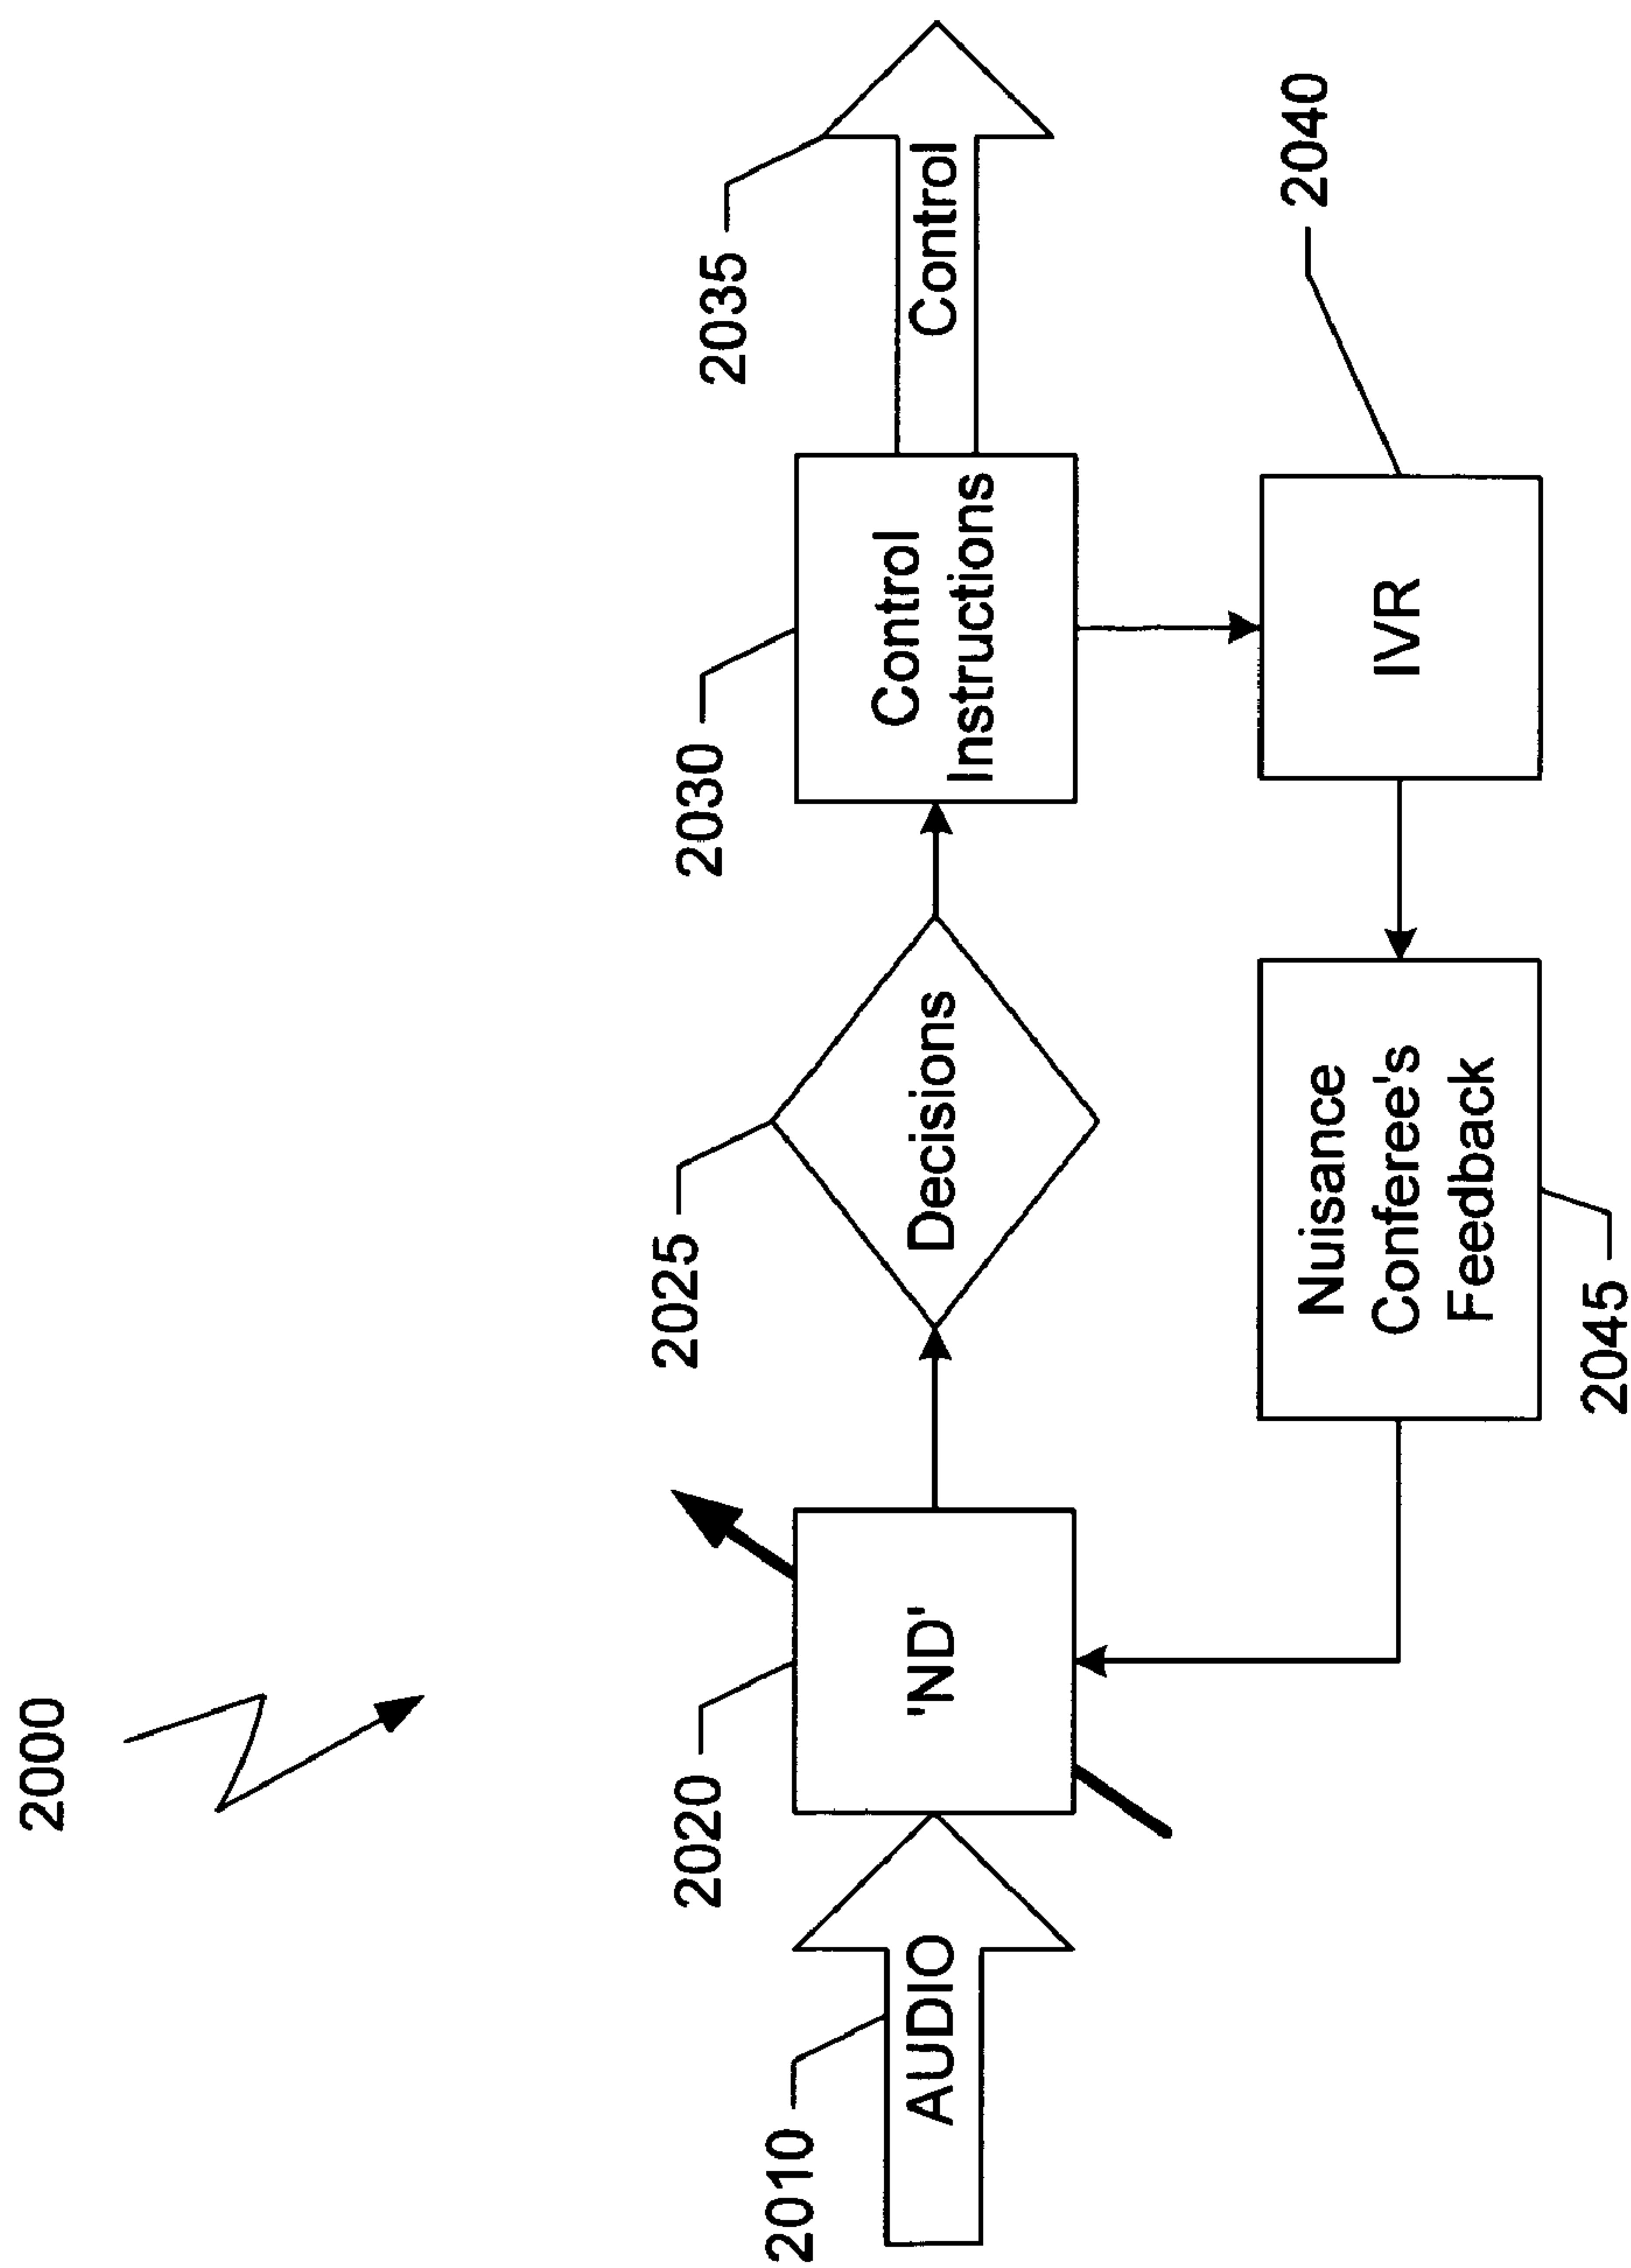 2000
2010
AUDIO
2020
'ND'
2025
Decisions
2030
Control
Instructions
2035
Control
2045
Nuisance
Conferee's
Feedback
IVR
2040